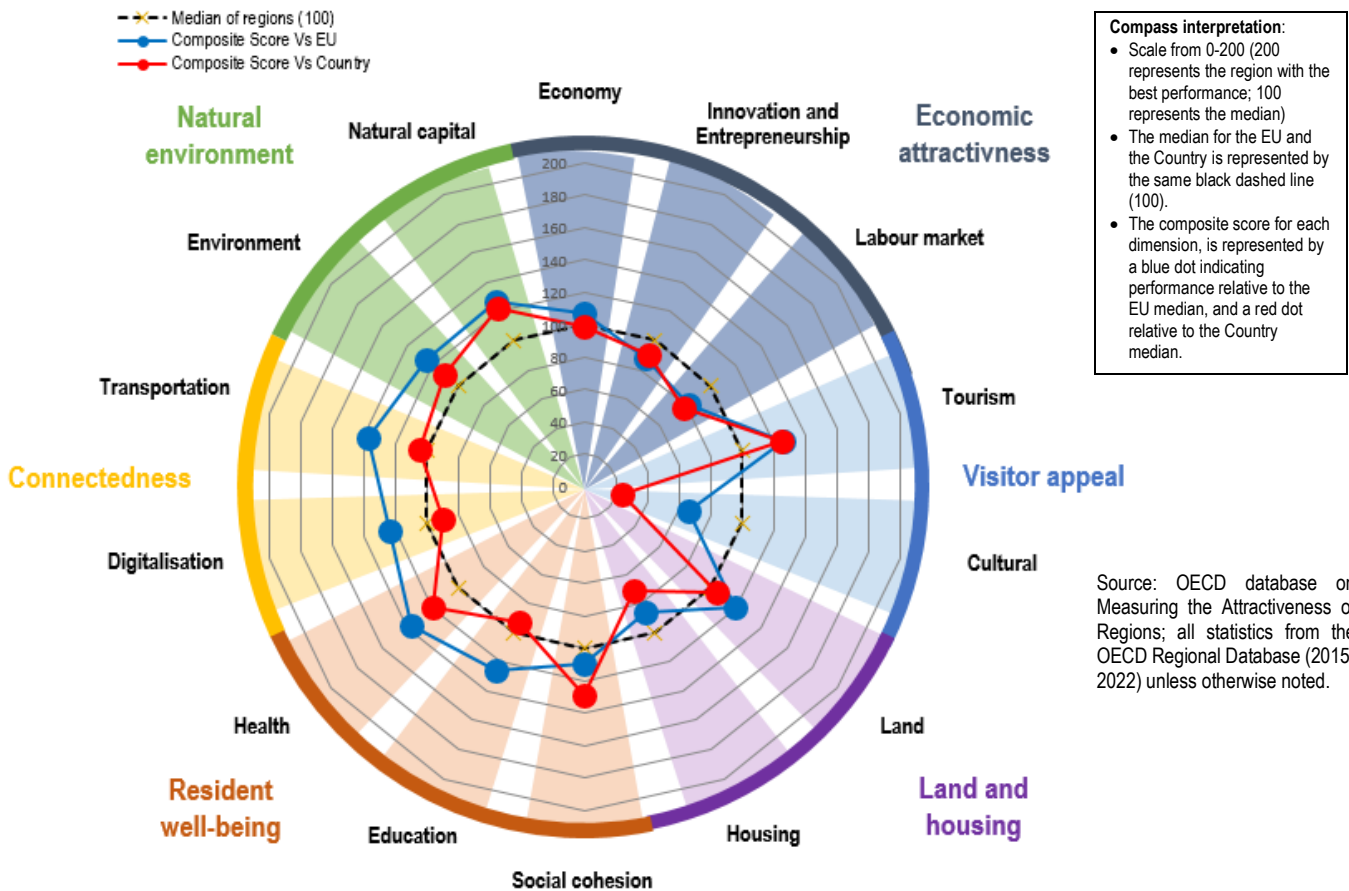 Median of regions (100)
Composite Score Vs EU
Composite Score Vs Country
Natural
environment
Natural capital
Economy
Innovation and
Entrepreneurship
Economic
attractivness
Environment
Labour market
Transportation
Tourism
Connectedness
Visitor appeal
Digitalisation
Cultural
Health
Land
Resident
well-being
Land and
housing
Education
Housing
Social cohesion
200
180
160
140
120
100
80
60
40
20
0
Compass interpretation:
• Scale from 0-200 (200
represents the region with the
best performance; 100
represents the median)
• The median for the EU and
the Country is represented by
the same black dashed line
(100).
• The composite score for each
dimension, is represented by
a blue dot indicating
performance relative to the
EU median, and a red dot
relative to the Country
median.
Source: OECD database
Measuring the Attractiveness
Regions; all statistics from
OECD Regional Database (2015
2022) unless otherwise noted.